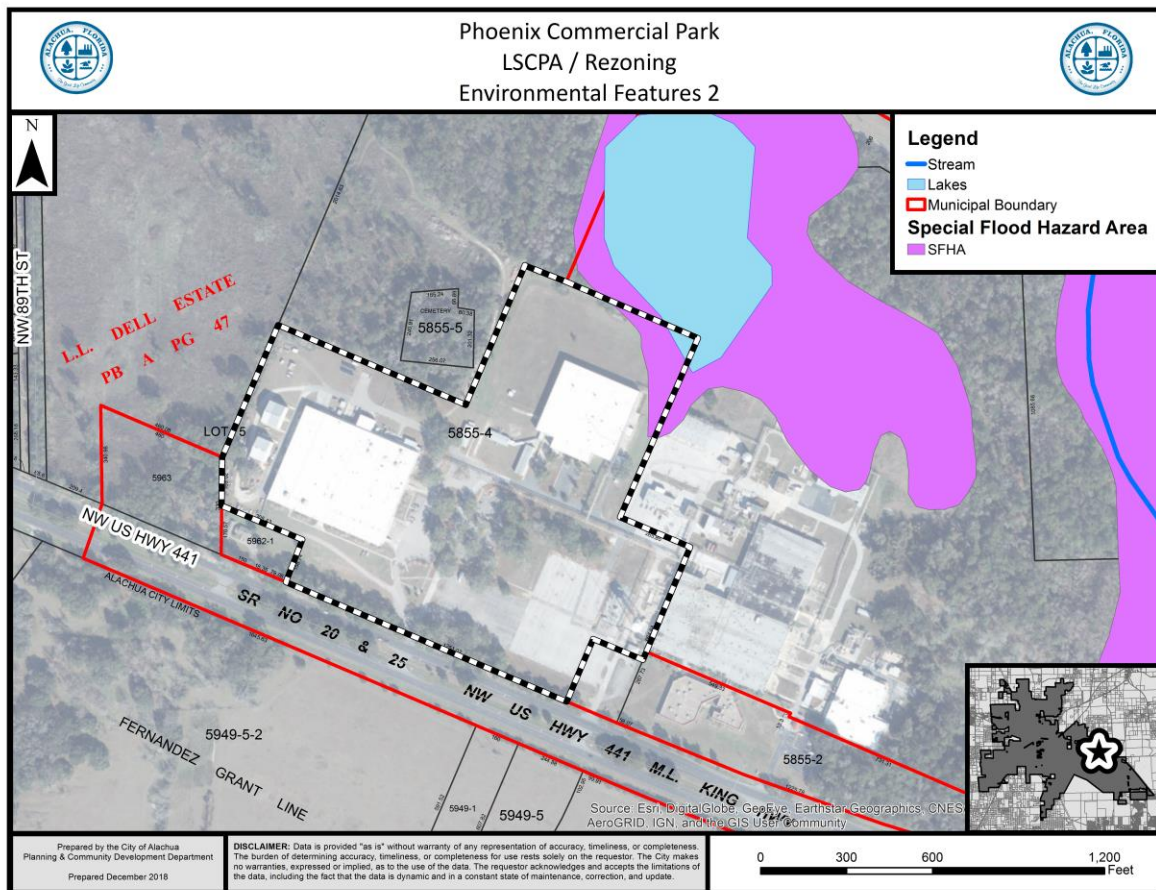 Phoenix Commercial Park
LSCPA / Rezoning
Environmental Features 2
ALACHUA, FLORIDA
ALACHUA, FLORIDA
N
Legend
Stream
Lakes
Municipal Boundary
Special Flood Hazard Area
SFHA
NW 89TH ST
L.L. DELL ESTATE
PB A PG 47
CEMETERY
5855-5
5855-4
LOT 5
5963
5962-1
NW US HWY 441
ALACHUA CITY LIMITS
SR NO 20 & 25
NW US HWY 441 M.L. KING HWY
5949-5-2
FERNANDEZ GRANT LINE
5949-1
5949-5
5855-2
Source: Esri, DigitalGlobe, GeoEye, Earthstar Geographics, CNES
AeroGRID, IGN, and the GIS User Community
Prepared by the City of Alachua
Planning & Community Development Department
Prepared December 2018
DISCLAIMER: Data is provided "as is" without warranty of any representation of accuracy, timeliness, or completeness.
The burden of determining accuracy, timeliness, or completeness for use rests solely on the requestor. The City makes
no warranties, expressed or implied, as to the use of the data. The requestor acknowledges and accepts the limitations of
the data, including the fact that the data is dynamic and in a constant state of maintenance, correction, and update.
0 300 600 1,200
Feet